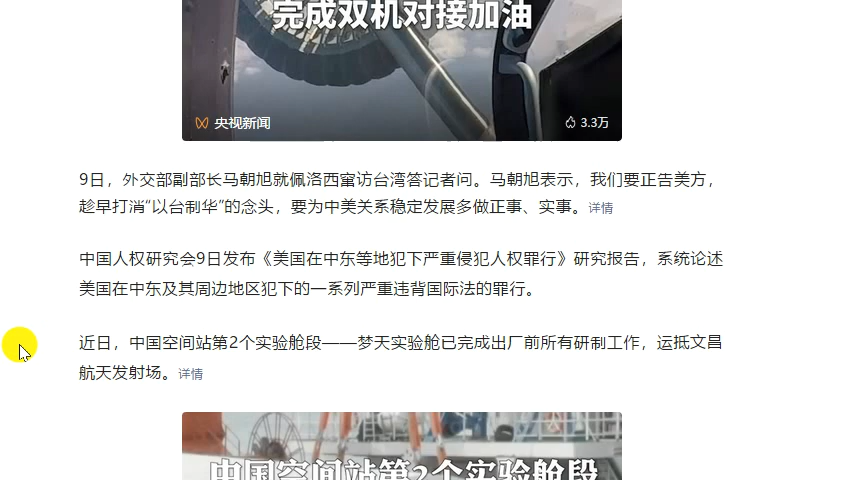 完成双机对接加油
央视新闻
3.3万
9日，外交部副部长马朝旭就佩洛西窜访台湾答记者问。马朝旭表示，我们要正告美方，
趁早打消“以台制华”的念头，要为中美关系稳定发展多做正事、实事。详情
中国人权研究会9日发布《美国在中东等地犯下严重侵犯人权罪行》研究报告，系统论述
美国在中东及其周边地区犯下的一系列严重违背国际法的罪行。
近日，中国空间站第2个实验舱段——梦天实验舱已完成出厂前所有研制工作，运抵文昌
航天发射场。详情
中国空间站第2个实验舱段